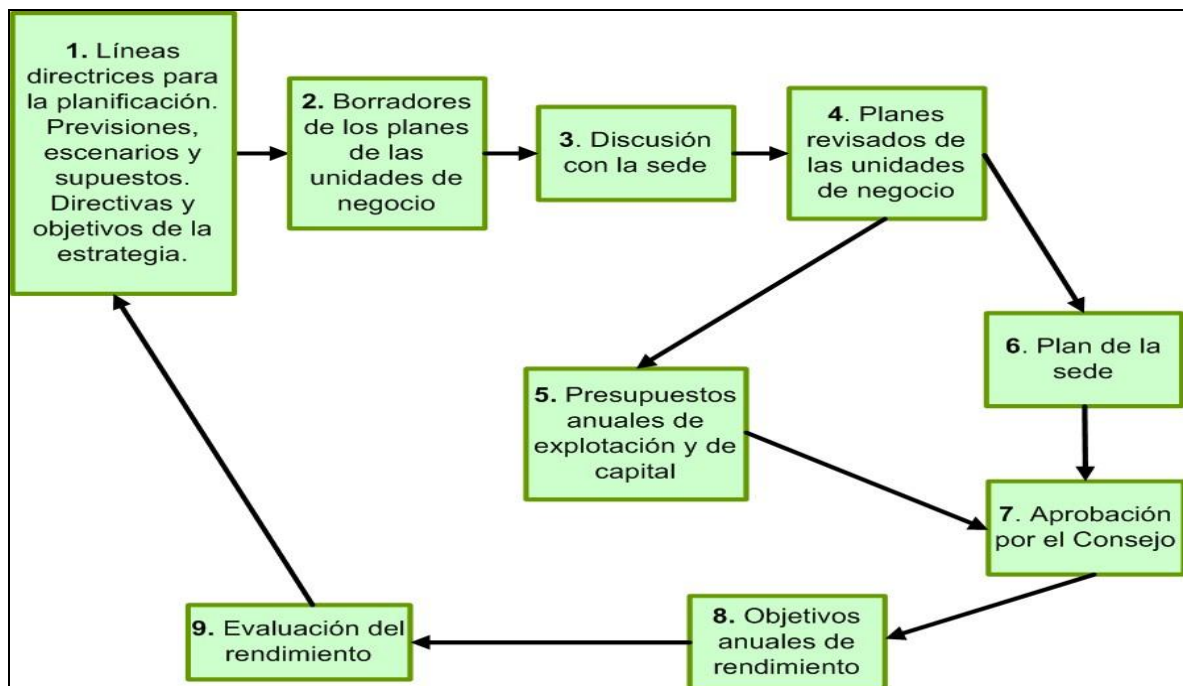 1. Líneas
directrices para
la planificación.
Previsiones,
escenarios y
supuestos.
Directivas y
objetivos de la
estrategia.
2. Borradores
de los planes
de las
unidades de
negocio
3. Discusión
con la sede
4. Planes
revisados de
las unidades
de negocio
5. Presupuestos
anuales de
explotación y de
capital
6. Plan de la
sede
7. Aprobación
por el Consejo
8. Objetivos
anuales de
rendimiento
9. Evaluación del
rendimiento